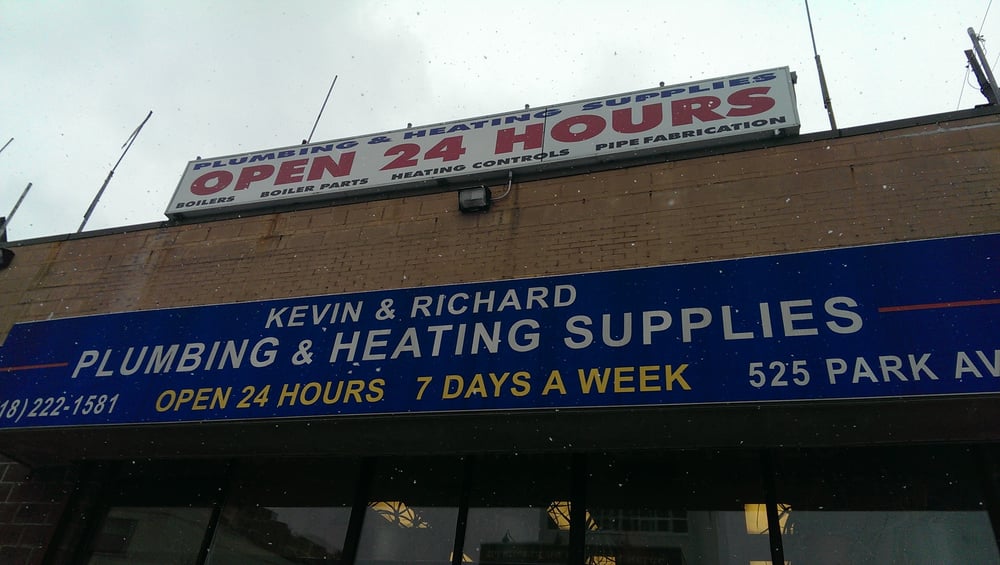 PLUMBING & HEATING SUPPLIES
OPEN 24 HOURS
BOILERS BOILER PARTS HEATING CONTROLS PIPE FABRICATION
KEVIN & RICHARD
PLUMBING & HEATING SUPPLIES
18) 222-1581 OPEN 24 HOURS 7 DAYS A WEEK 525 PARK AV